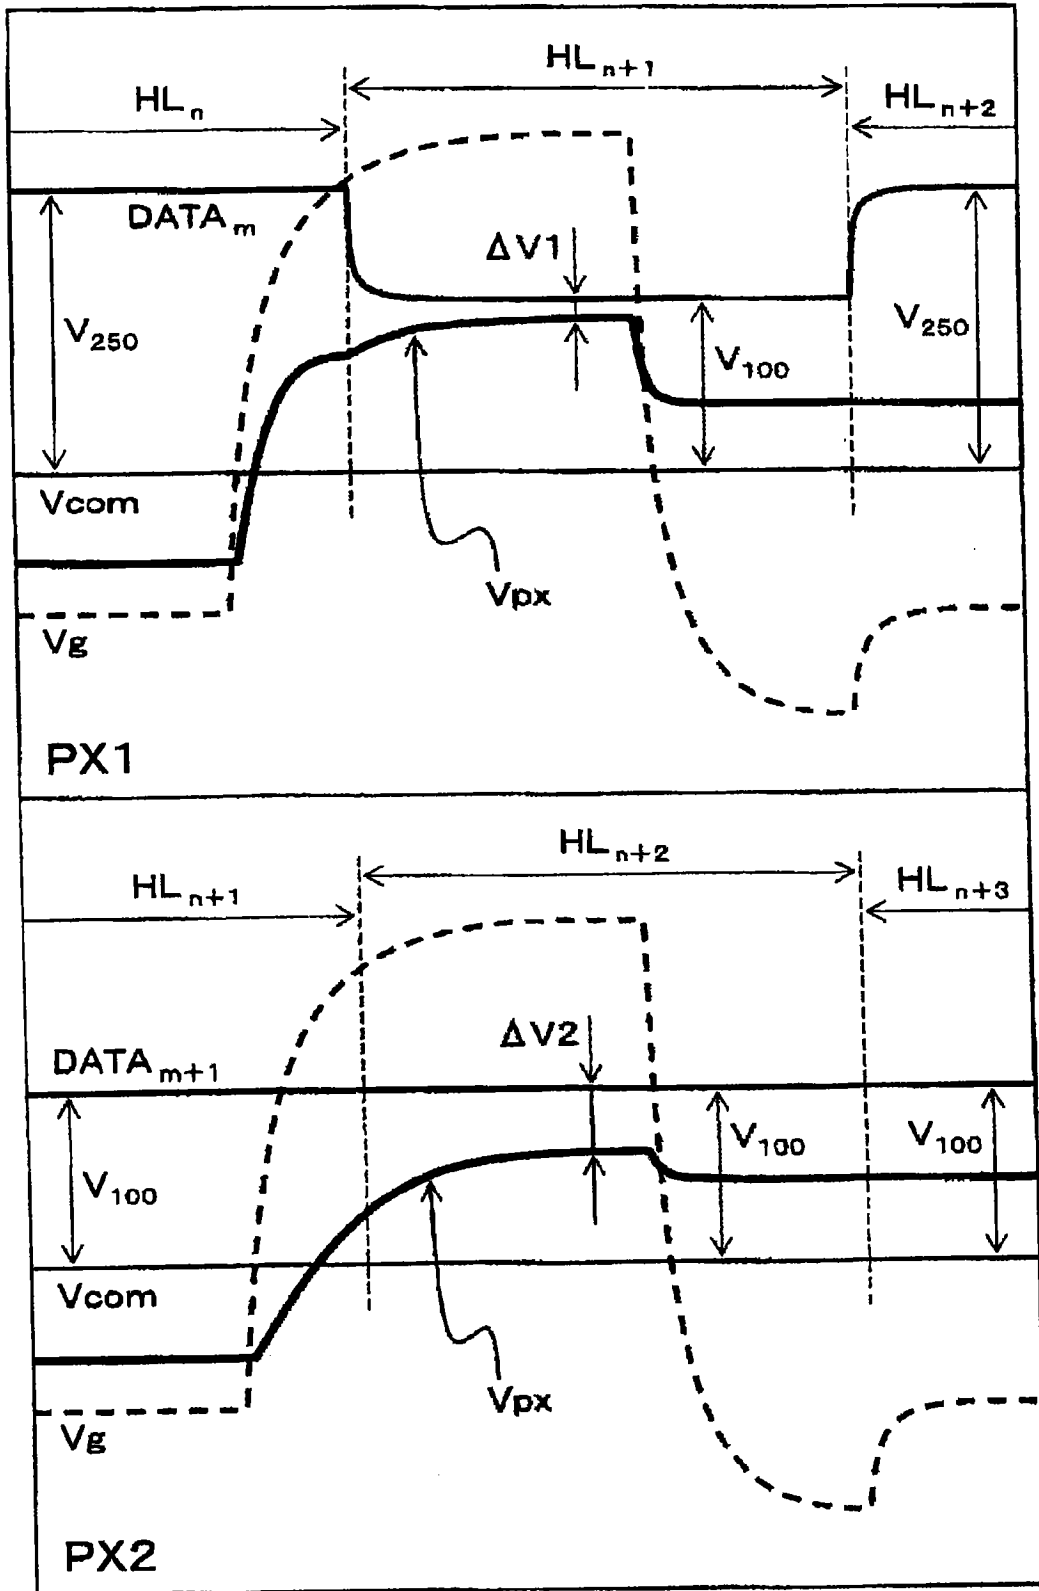 HLn+1
HLn
HLn+2
DATAm
ΔV1
V250
V100
V250
Vcom
Vpx
Vg
PX1
HLn+2
HLn+1
HLn+3
ΔV2
DATAm+1
V100
V100
V100
Vcom
Vpx
Vg
PX2